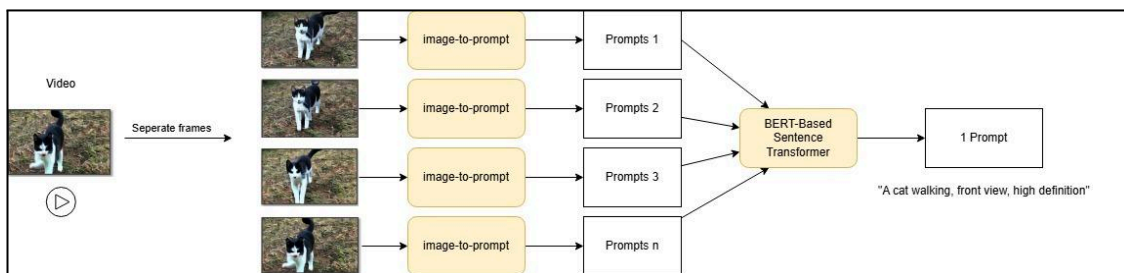 Video
Seperate frames
image-to-prompt
Prompts 1
image-to-prompt
Prompts 2
image-to-prompt
Prompts 3
image-to-prompt
Prompts n
BERT-Based
Sentence
Transformer
1 Prompt
"A cat walking, front view, high definition"